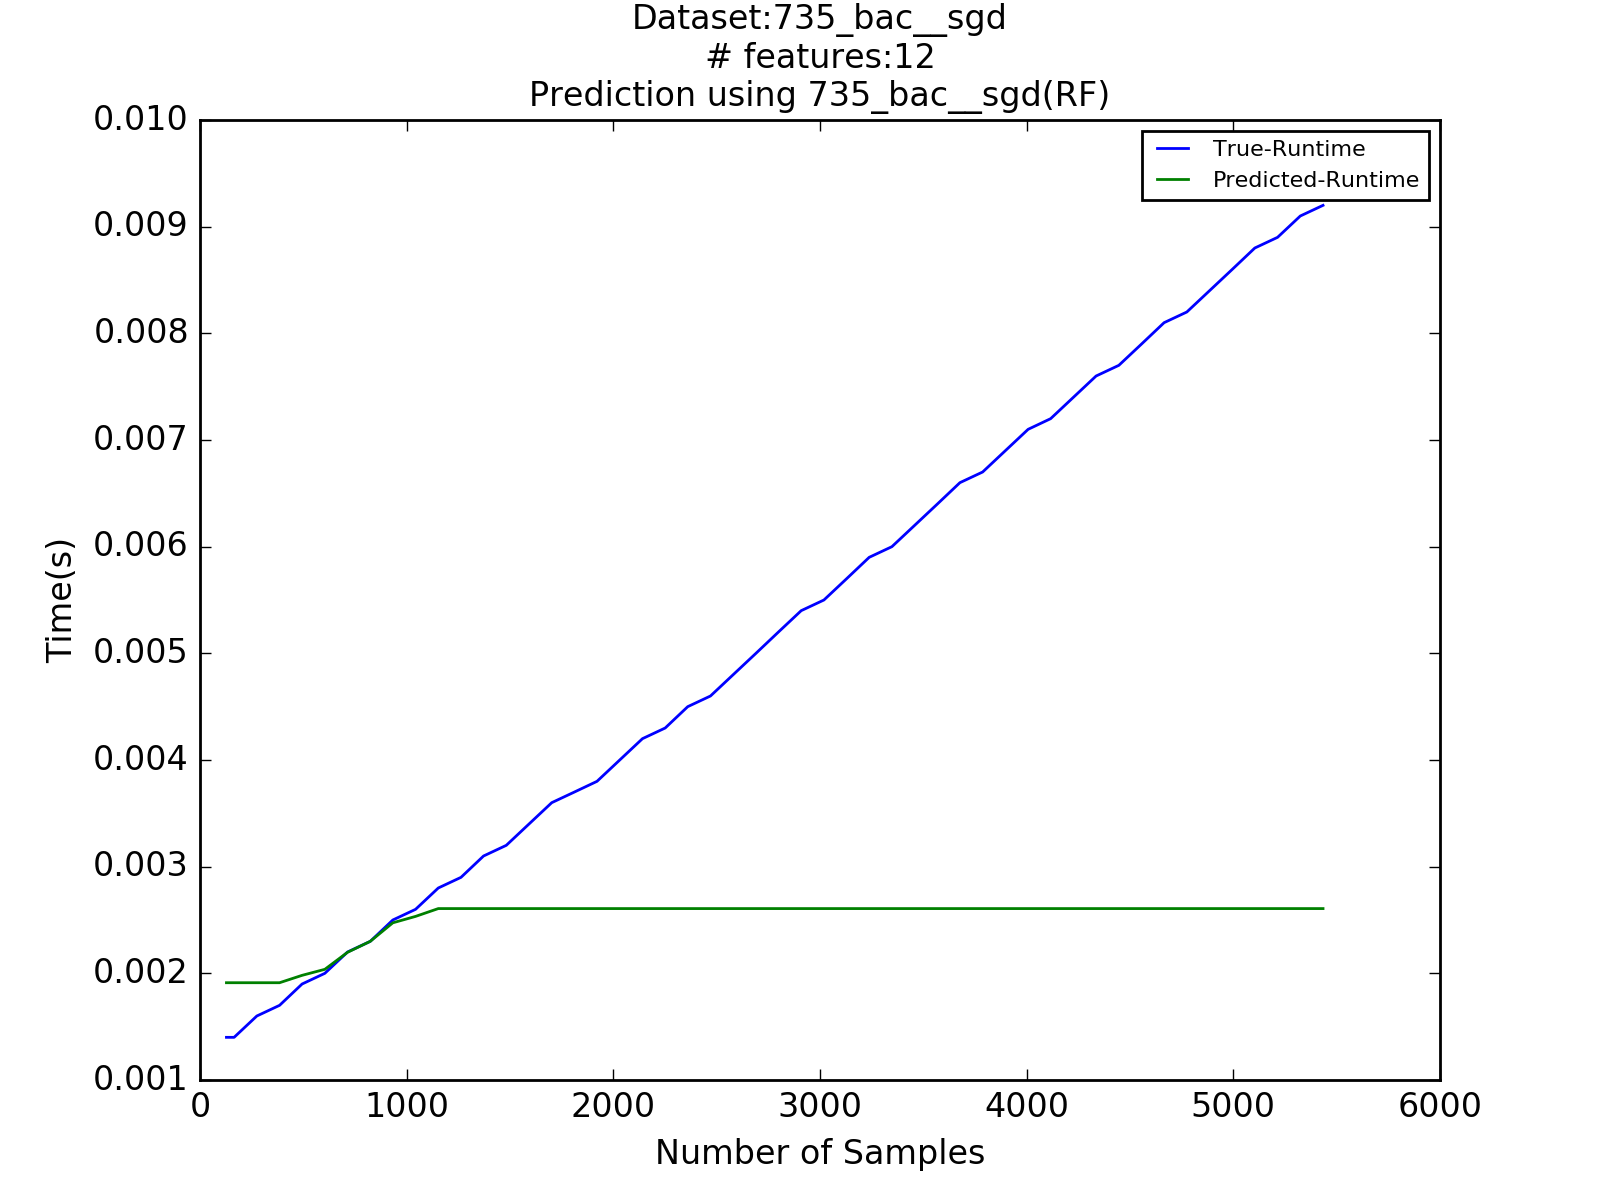 Dataset:735_bac__sgd
# features:12
Prediction using 735_bac__sgd(RF)
True-Runtime
Predicted-Runtime
0.010
0.009
0.008
0.007
0.006
0.005
0.004
0.003
0.002
0.001
Time(s)
0 1000 2000 3000 4000 5000 6000
Number of Samples